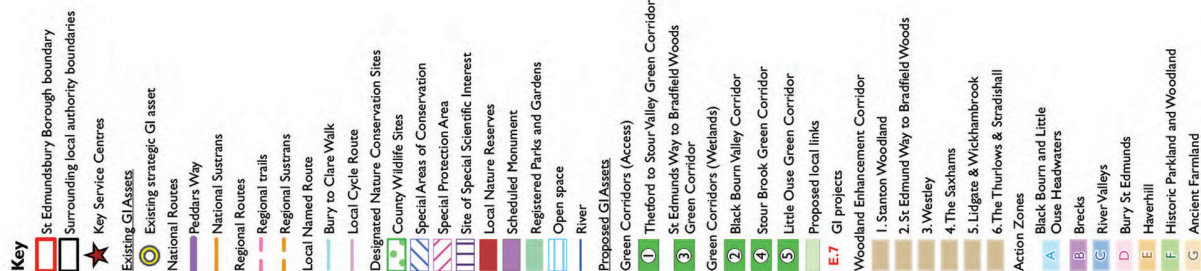 Key
St Edmundsbury Borough boundary
Surrounding local authority boundaries
Key Service Centres
Existing GI Assets
Existing strategic GI asset
National Routes
Peddars Way
National Sustrans
Regional Routes
Regional trails
Regional Sustrans
Local Named Route
Bury to Clare Walk
Local Cycle Route
Designated Nature Conservation Sites
County Wildlife Sites
Special Areas of Conservation
Special Protection Area
Site of Special Scientific Interest
Local Nature Reserves
Scheduled Monument
Registered Parks and Gardens
Open space
River
Proposed GI Assets
Green Corridors (Access)
1 Thetford to Stour Valley Green Corridor
3 St Edmunds Way to Bradfield Woods
Green Corridor
Green Corridors (Wetlands)
2 Black Bourn Valley Corridor
4 Stour Brook Green Corridor
5 Little Ouse Green Corridor
Proposed local links
E.7 GI projects
Woodland Enhancement Corridor
1. Stanton Woodland
2. St Edmund Way to Bradfield Woods
3. Westley
4. The Saxhams
5. Lidgate & Wickhambrook
6. The Thurlows & Stradishall
Action Zones
A Black Bourn and Little
Ouse Headwaters
B Brecks
C River Valleys
D Bury St Edmunds
E Haverhill
F Historic Parkland and Woodland
G Ancient Farmland